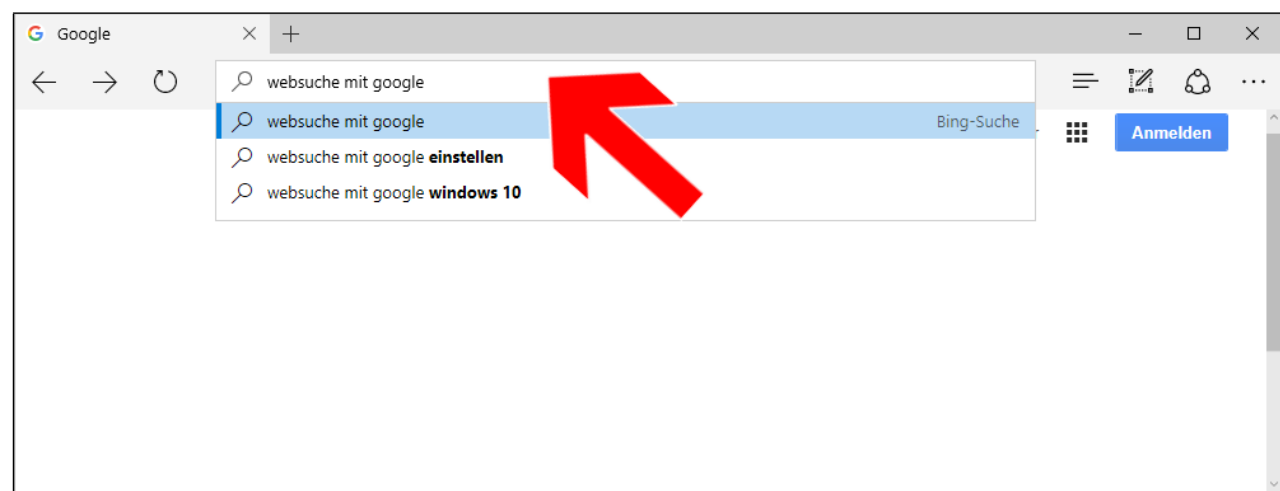 Google
websuche mit google
websuche mit google Bing-Suche
Anmelden
websuche mit google einstellen
websuche mit google windows 10